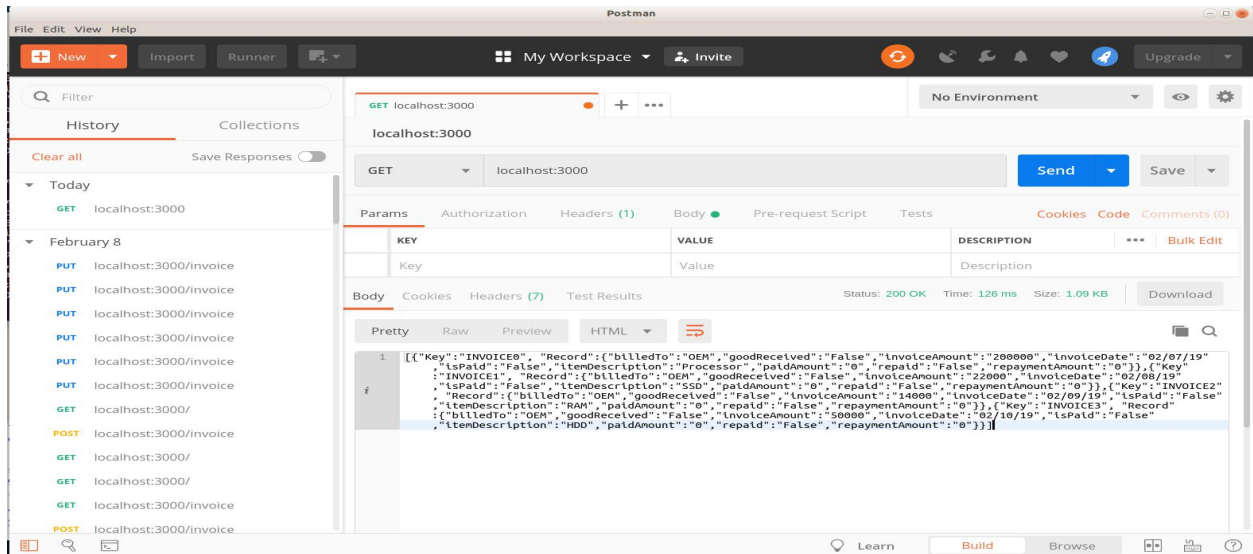 Postman
File Edit View Help
New Import Runner My Workspace Invite Upgrade
Filter
History Collections
Clear all Save Responses
Today
GET localhost:3000
February 8
PUT localhost:3000/invoice
PUT localhost:3000/invoice
PUT localhost:3000/invoice
PUT localhost:3000/invoice
PUT localhost:3000/invoice
PUT localhost:3000/invoice
GET localhost:3000/
POST localhost:3000/invoice
GET localhost:3000/
GET localhost:3000/
GET localhost:3000/invoice
POST localhost:3000/invoice
GET localhost:3000
No Environment
localhost:3000
GET localhost:3000 Send Save
Params Authorization Headers (1) Body Pre-request Script Tests Cookies Code Comments (0)
KEY VALUE DESCRIPTION Bulk Edit
Key Value Description
Body Cookies Headers (7) Test Results Status: 200 OK Time: 126 ms Size: 1.09 KB Download
Pretty Raw Preview HTML
1 [{"Key":"INVOICE0", "Record":{"billedTo":"OEM","goodReceived":"False","invoiceAmount":"200000","invoiceDate":"02/07/19"
,"isPaid":"False","itemDescription":"Processor","paidAmount":"0","repaid":"False","repaymentAmount":"0"}},{"Key"
:"INVOICE1", "Record":{"billedTo":"OEM","goodReceived":"False","invoiceAmount":"22000","invoiceDate":"02/08/19"
,"isPaid":"False","itemDescription":"SSD","paidAmount":"0","repaid":"False","repaymentAmount":"0"}},{"Key":"INVOICE2"
, "Record":{"billedTo":"OEM","goodReceived":"False","invoiceAmount":"14000","invoiceDate":"02/09/19","isPaid":"False"
,"itemDescription":"RAM","paidAmount":"0","repaid":"False","repaymentAmount":"0"}},{"Key":"INVOICE3", "Record"
:{"billedTo":"OEM","goodReceived":"False","invoiceAmount":"50000","invoiceDate":"02/10/19","isPaid":"False"
,"itemDescription":"HDD","paidAmount":"0","repaid":"False","repaymentAmount":"0"}}]
Learn Build Browse